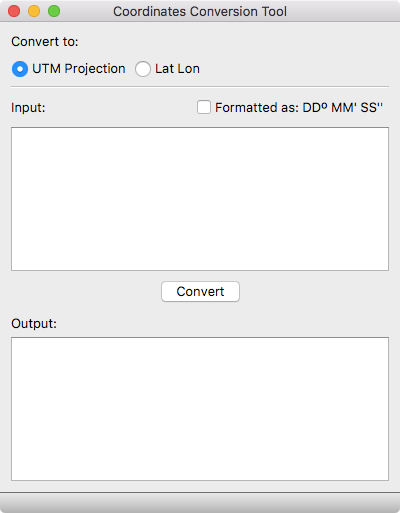 Coordinates Conversion Tool
Convert to:
UTM Projection Lat Lon
Input: Formatted as: DDº MM' SS''
Convert
Output: